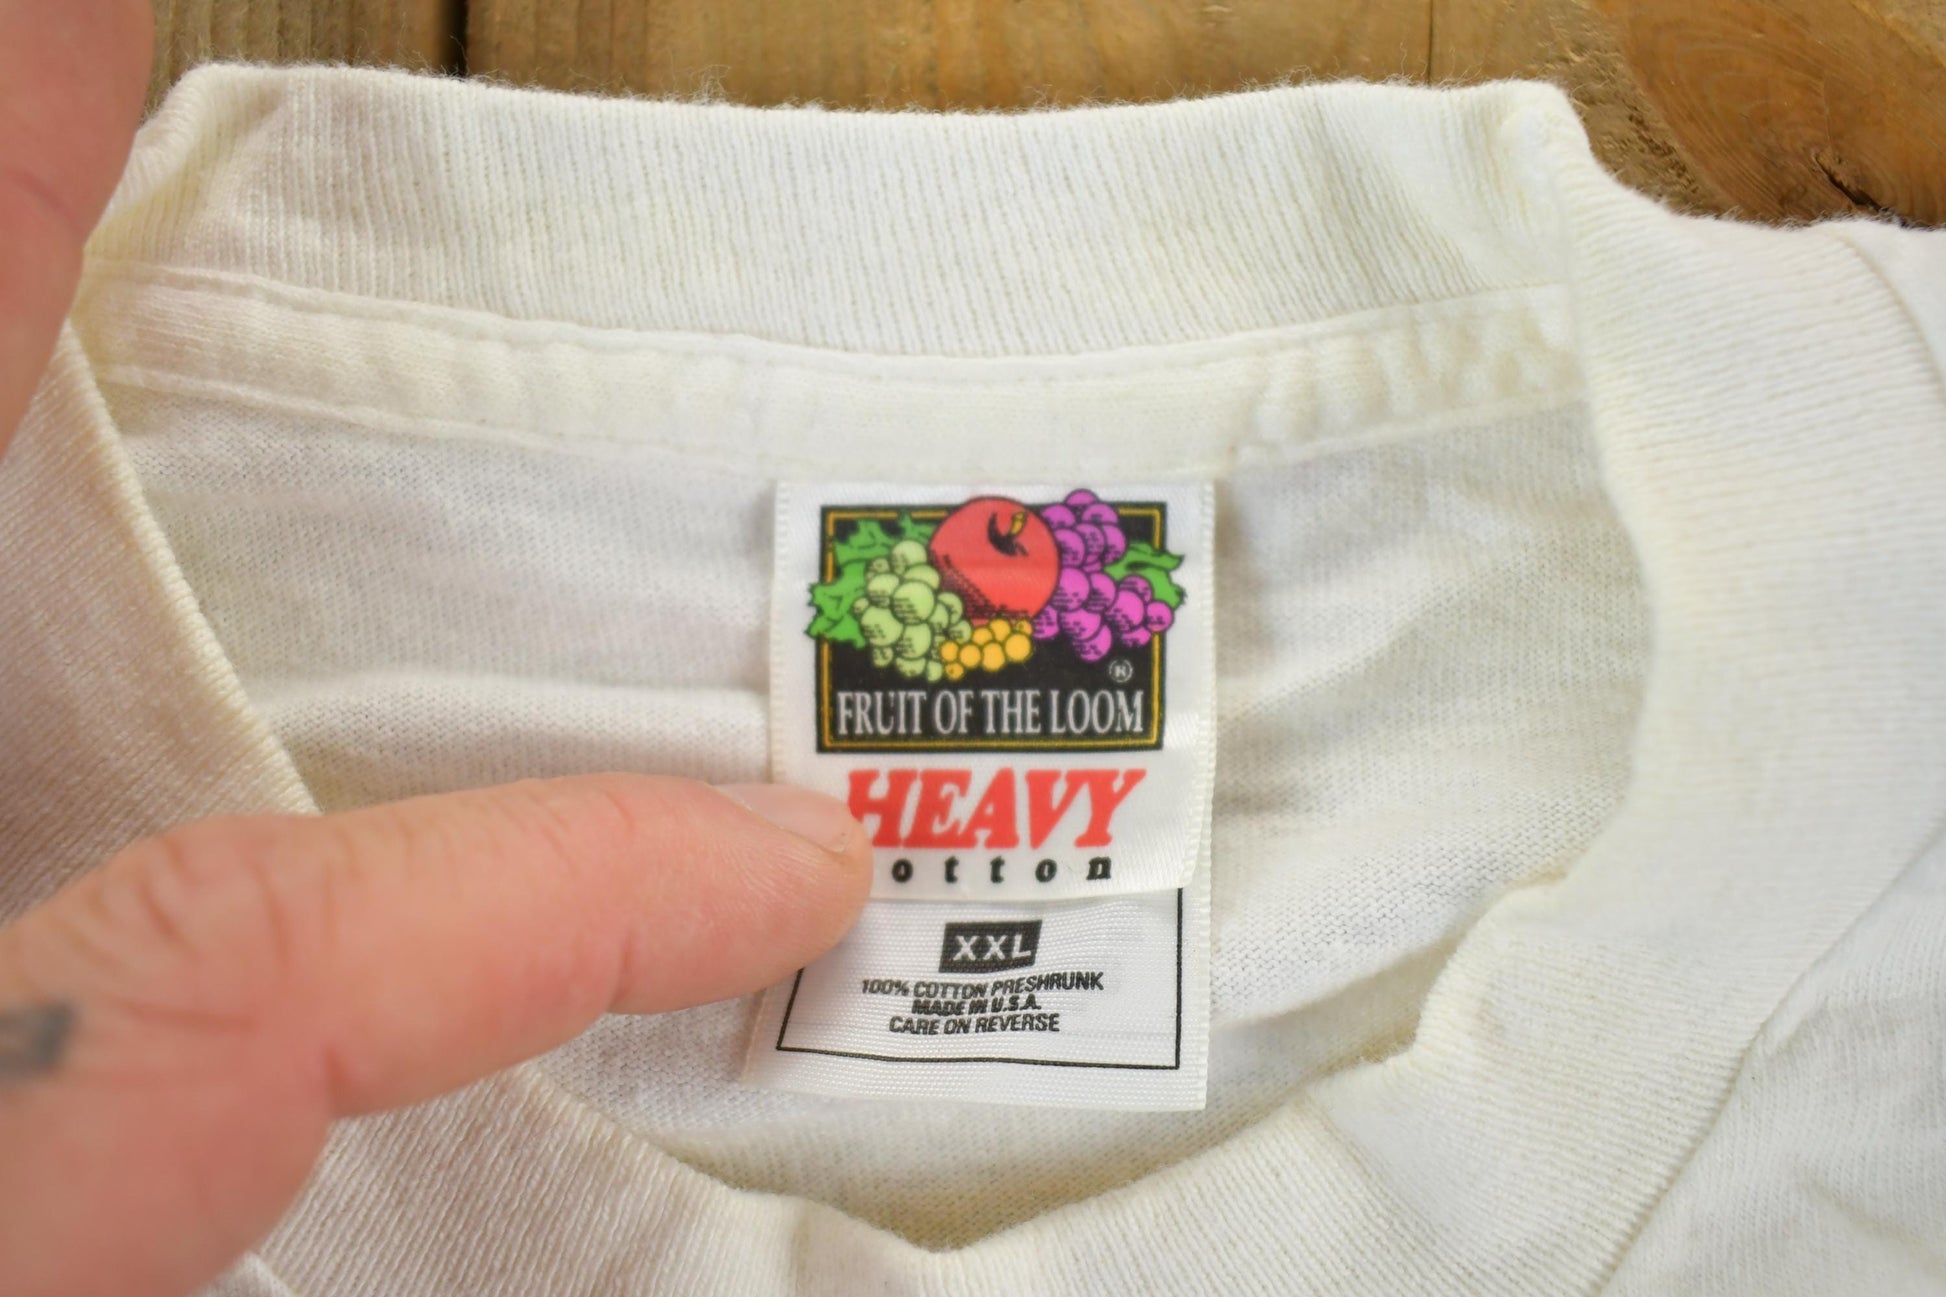 ®
FRUIT OF THE LOOM
HEAVY
otton
XXL
100% COTTON PRESHRUNK
MADE IN U.S.A.
CARE ON REVERSE